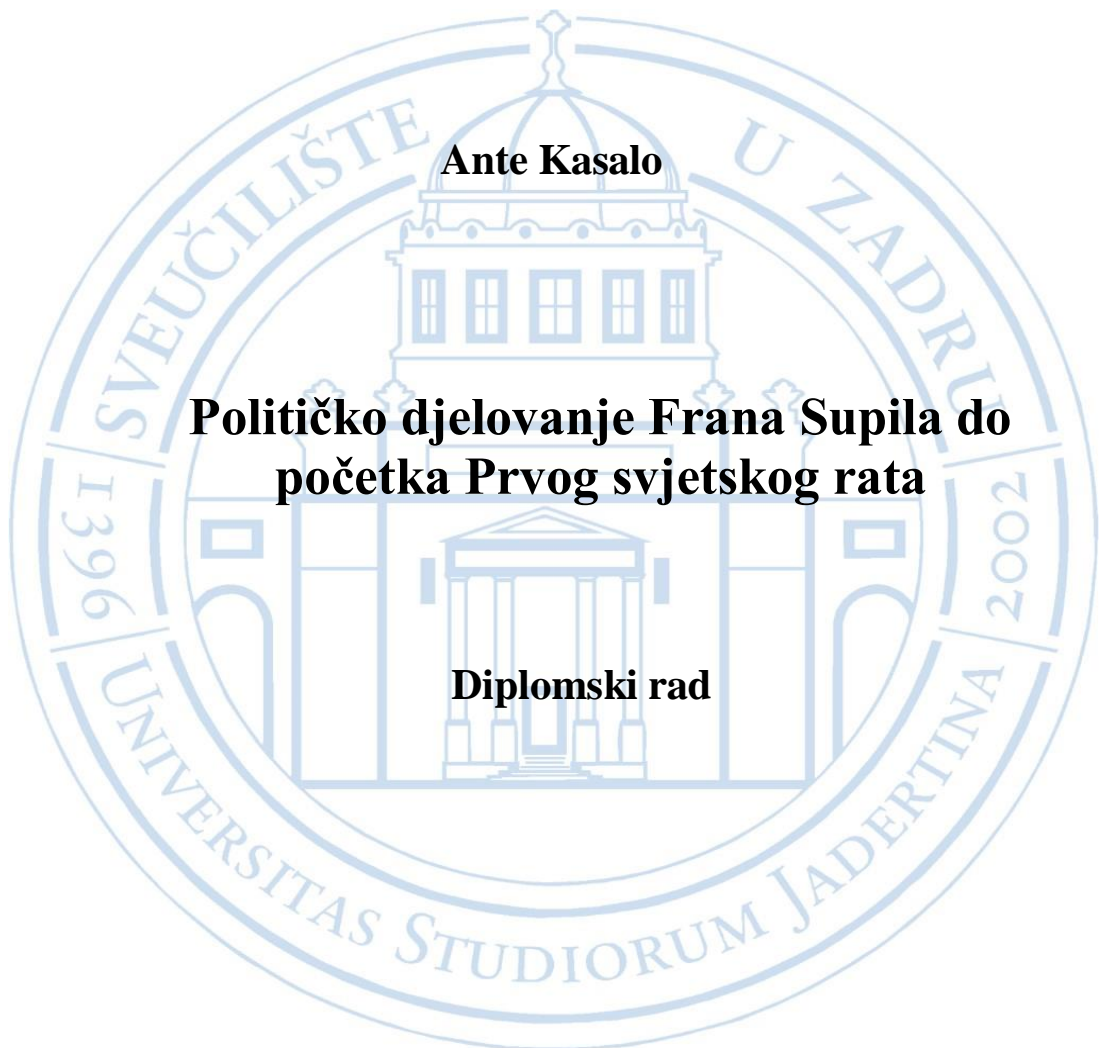 Ante Kasalo
Političko djelovanje Frana Supila do
početka Prvog svjetskog rata
Diplomski rad
SVEUČILIŠTE U ZADRU
1396
2002
UNIVERSITAS STUDIORUM JADERTINA